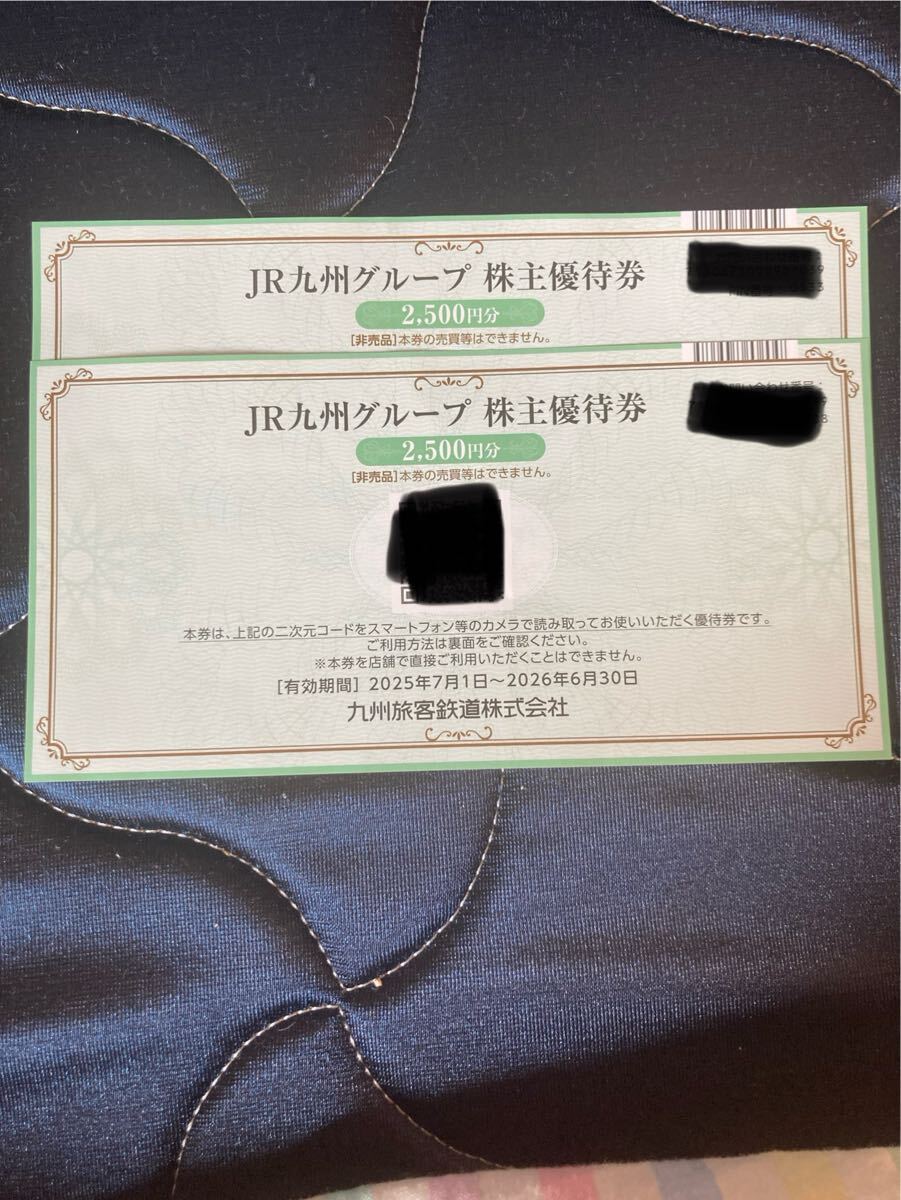 JR九州グループ 株主優待券
2,500円分
[非売品]本券の売買等はできません。
JR九州グループ 株主優待券
2,500円分
[非売品]本券の売買等はできません。
本券は、上記の二次元コードをスマートフォン等のカメラで読み取ってお使いいただく優待券です。
ご利用方法は裏面をご確認ください。
※本券を店舗で直接ご利用いただくことはできません。
[有効期間] 2025年7月1日～2026年6月30日
九州旅客鉄道株式会社